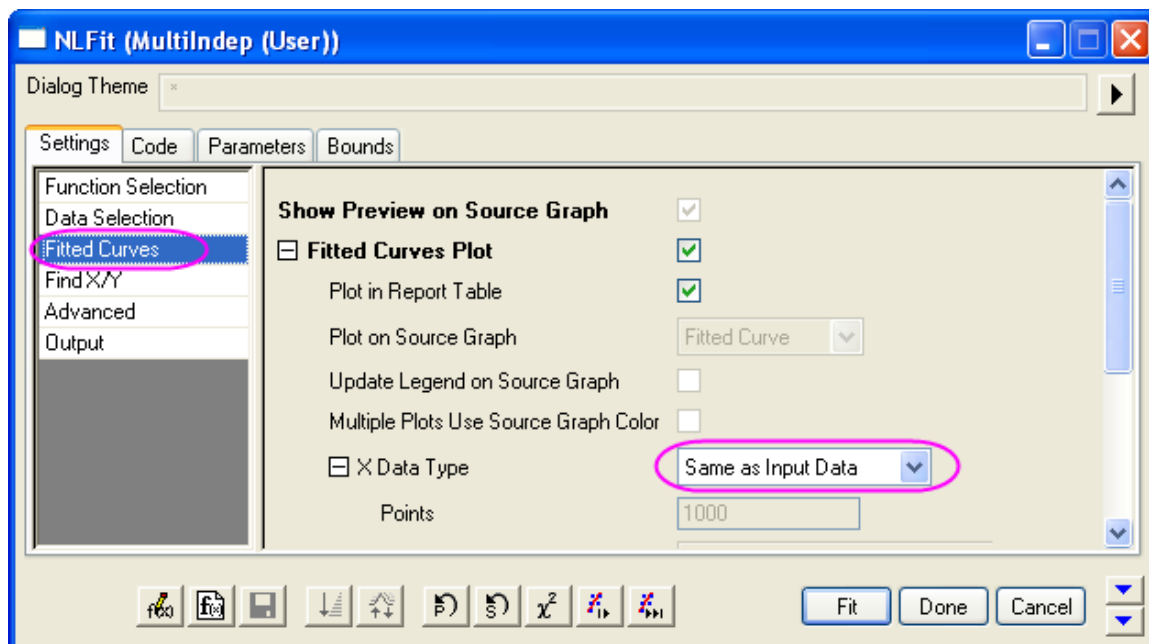 NLFit (MultiIndep (User))
Dialog Theme *
Settings Code Parameters Bounds
Function Selection
Data Selection
Fitted Curves
Find X/Y
Advanced
Output
Show Preview on Source Graph
Fitted Curves Plot
Plot in Report Table
Plot on Source Graph Fitted Curve
Update Legend on Source Graph
Multiple Plots Use Source Graph Color
X Data Type Same as Input Data
Points 1000
f(x) f(x) P S χ² Fit Done Cancel